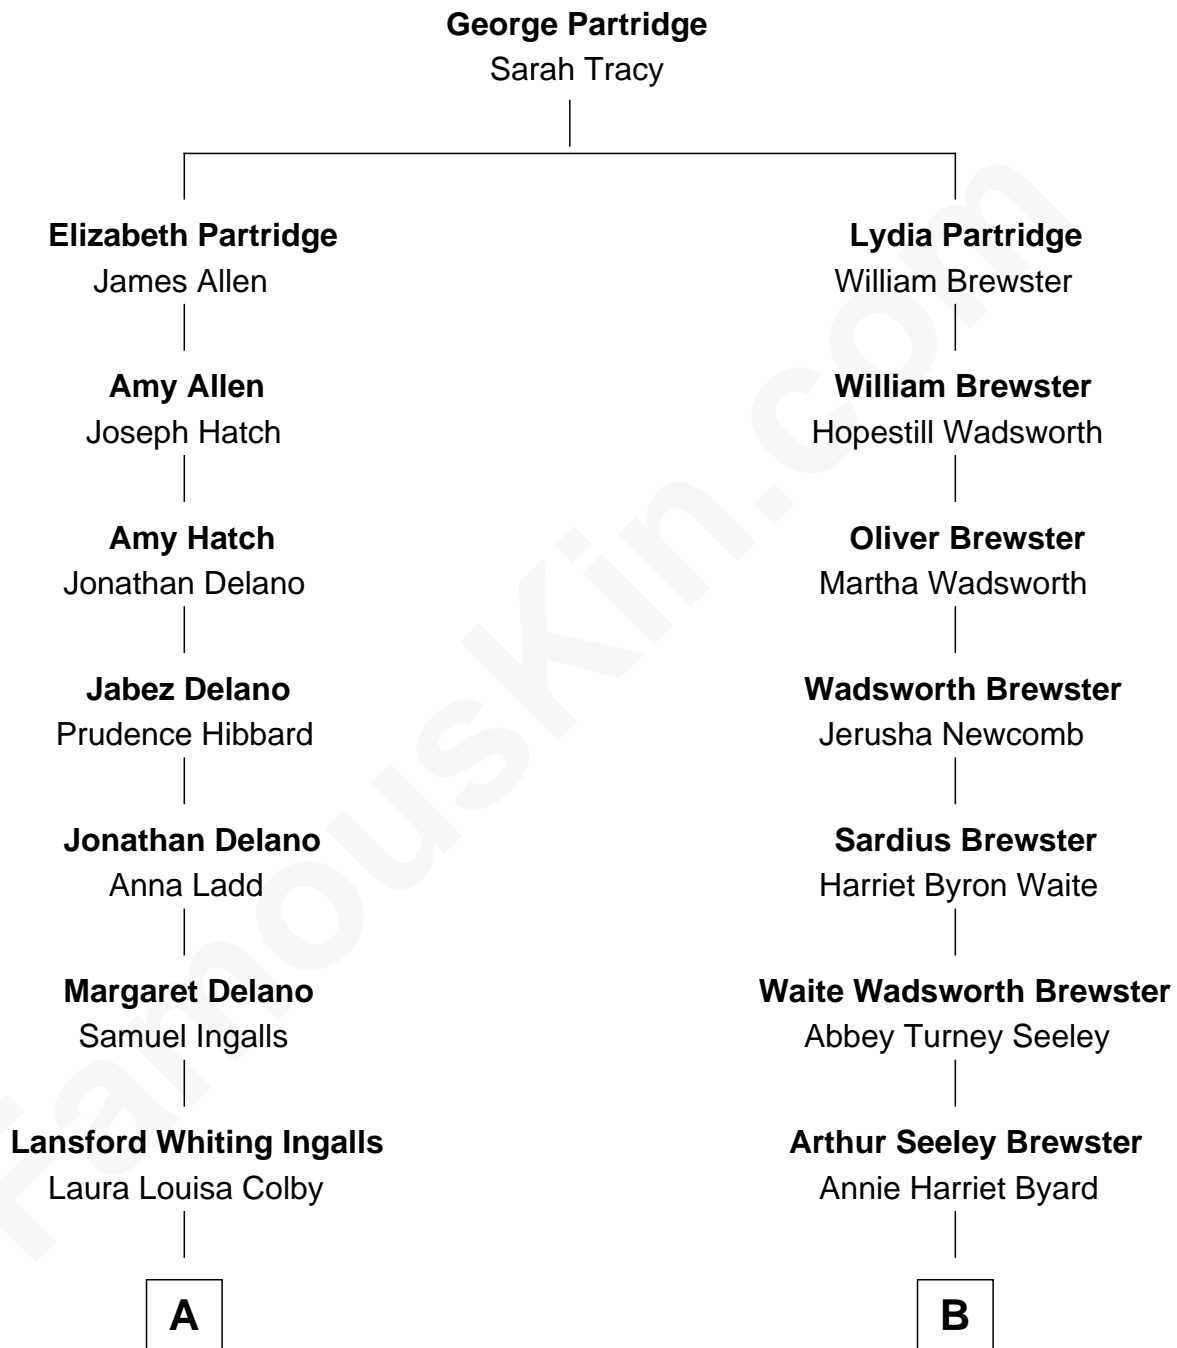 George Partridge
Sarah Tracy
Elizabeth Partridge
James Allen
Lydia Partridge
William Brewster
Amy Allen
Joseph Hatch
William Brewster
Hopestill Wadsworth
Amy Hatch
Jonathan Delano
Oliver Brewster
Martha Wadsworth
Jabez Delano
Prudence Hibbard
Wadsworth Brewster
Jerusha Newcomb
Jonathan Delano
Anna Ladd
Sardius Brewster
Harriet Byron Waite
Margaret Delano
Samuel Ingalls
Waite Wadsworth Brewster
Abbey Turney Seeley
Lansford Whiting Ingalls
Laura Louisa Colby
Arthur Seeley Brewster
Annie Harriet Byard
A
B
FamousKin.com